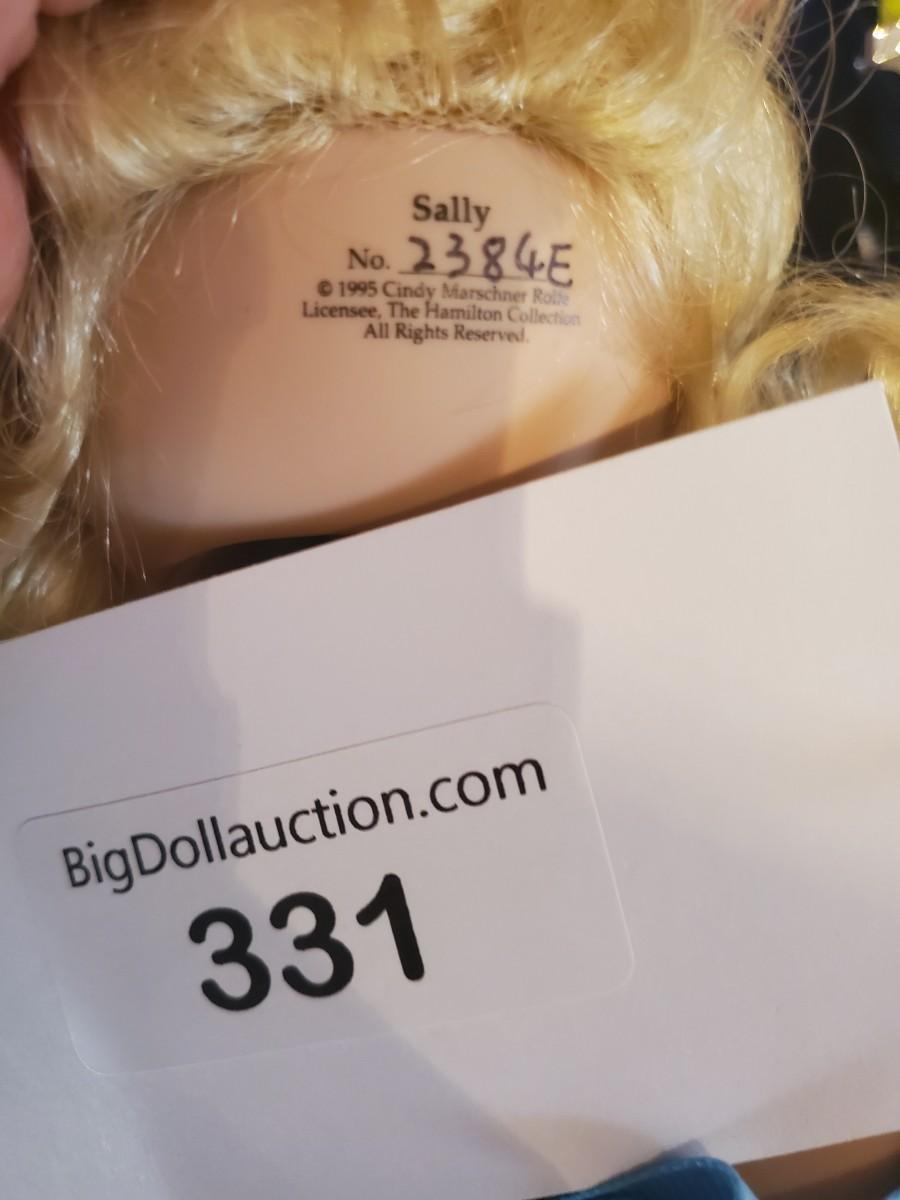 Sally
No. 2384E
© 1995 Cindy Marschner Rolfe
Licensee, The Hamilton Collection
All Rights Reserved.
BigDollauction.com
331